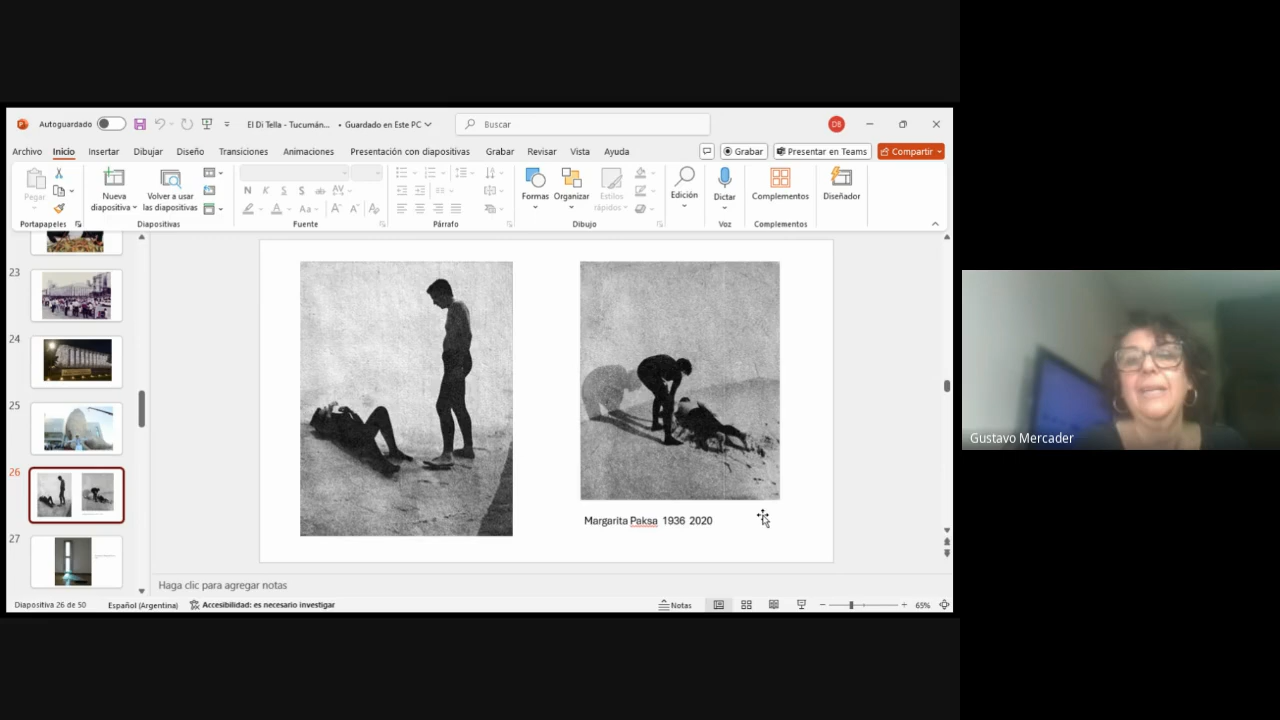 Autoguardado
El Di Tella - Tucumán... • Guardado en Este PC
Buscar
DB
Archivo Inicio Insertar Dibujar Diseño Transiciones Animaciones Presentación con diapositivas Grabar Revisar Vista Ayuda
Grabar
Presentar en Teams
Compartir
Pegar
Nueva diapositiva
Volver a usar las diapositivas
N K S S ab AV
A Aa A A A
Formas
Organizar
Estilos rápidos
Edición
Dictar
Complementos
Diseñador
Portapapeles
Diapositivas
Fuente
Párrafo
Dibujo
Voz
Complementos
23
24
25
26
27
Margarita Paksa 1936 2020
Haga clic para agregar notas
Diapositiva 26 de 50
Español (Argentina)
Accesibilidad: es necesario investigar
Notas
65%
Gustavo Mercader